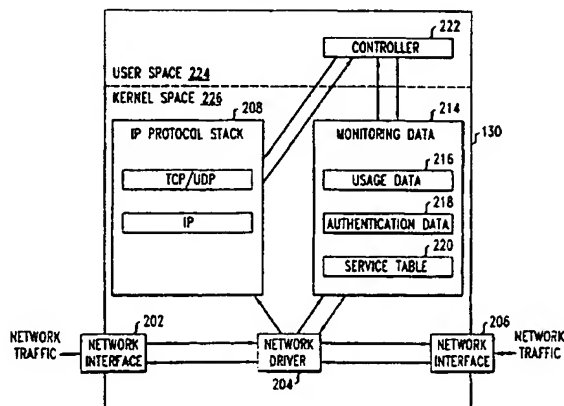 222
CONTROLLER
USER SPACE 224
KERNEL SPACE 226
208
214
IP PROTOCOL STACK
MONITORING DATA
130
TCP/UDP
216
USAGE DATA
IP
218
AUTHENTICATION DATA
220
SERVICE TABLE
202
206
NETWORK TRAFFIC
NETWORK INTERFACE
NETWORK DRIVER
204
NETWORK INTERFACE
NETWORK TRAFFIC